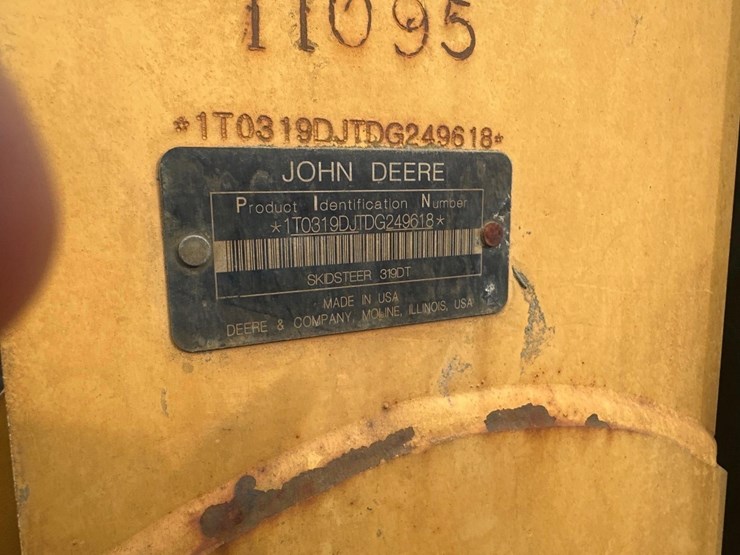 11095
*1T0319DJTDG249618*
JOHN DEERE
Product Identification Number
*1T0319DJTDG249618*
SKIDSTEER 319DT
MADE IN USA
DEERE & COMPANY, MOLINE, ILLINOIS, USA